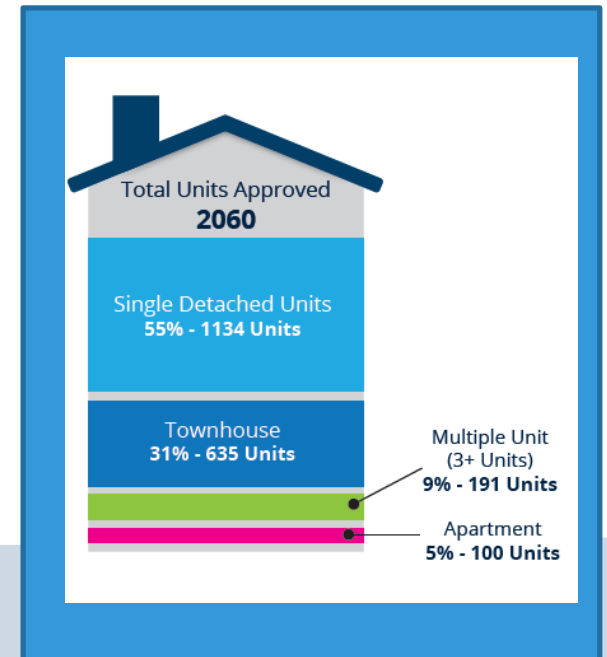 Total Units Approved
2060
Single Detached Units
55% - 1134 Units
Townhouse
31% - 635 Units
Multiple Unit
(3+ Units)
9% - 191 Units
Apartment
5% - 100 Units